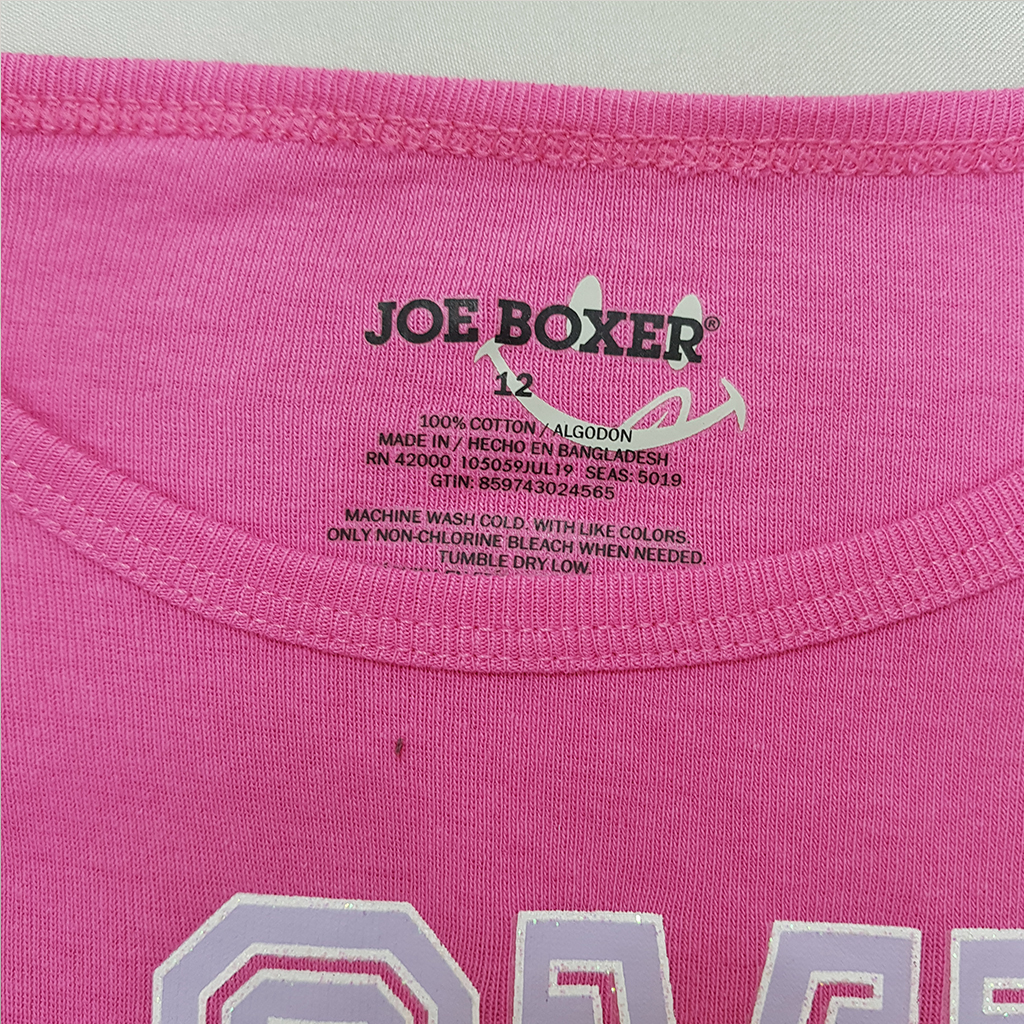 JOE BOXER®
12
100% COTTON / ALGODON
MADE IN / HECHO EN BANGLADESH
RN 42000 105059JUL19 SEAS: 5019
GTIN: 859743024565
MACHINE WASH COLD. WITH LIKE COLORS.
ONLY NON-CHLORINE BLEACH WHEN NEEDED.
TUMBLE DRY LOW.